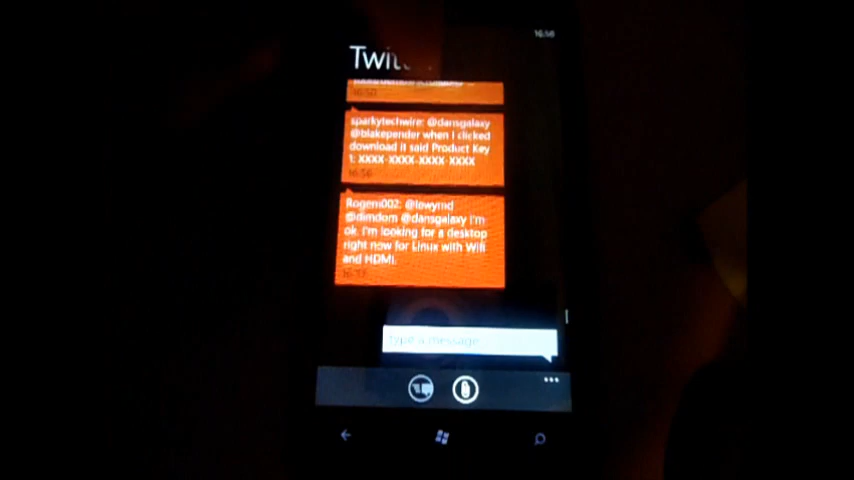 16:58
Twit
16:50
sparkytechwire: @dansgalaxy
@blakepender when I clicked
download it said Product Key
1: XXXX-XXXX-XXXX-XXXX
16:56
Rogem002: @lowymd
@dimdom @dansgalaxy I'm
ok. I'm looking for a desktop
right now for Linux with Wifi
and HDMI.
type a message